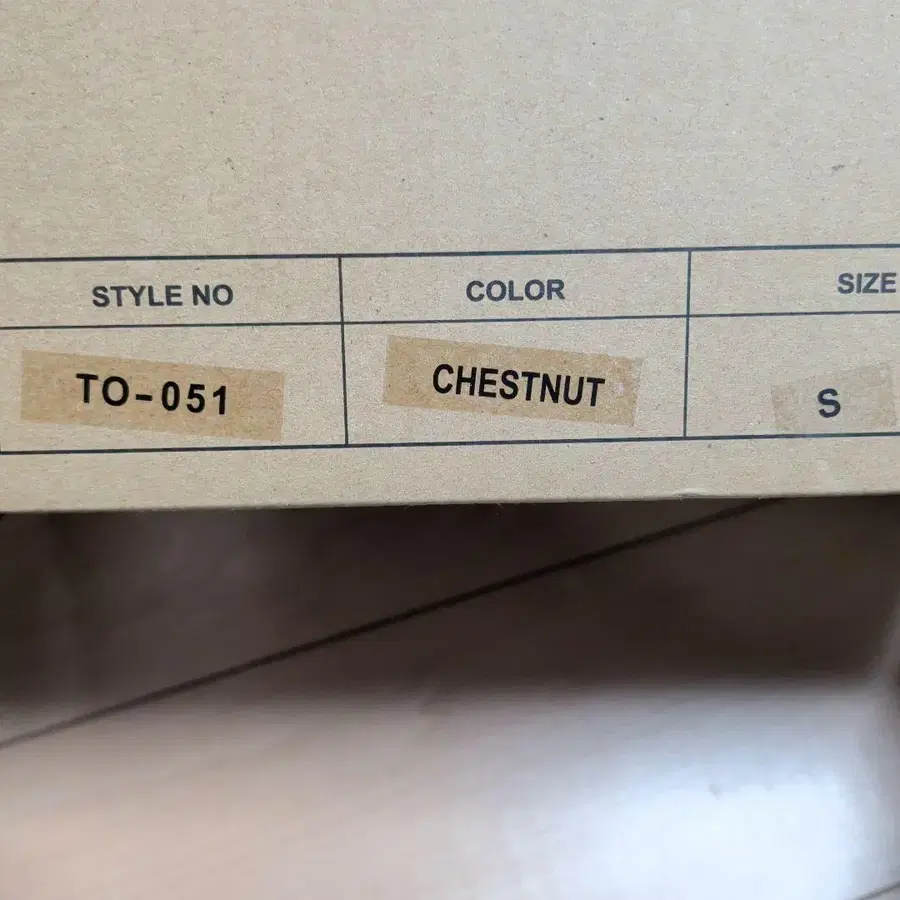 STYLE NO COLOR SIZE
TO-051 CHESTNUT S